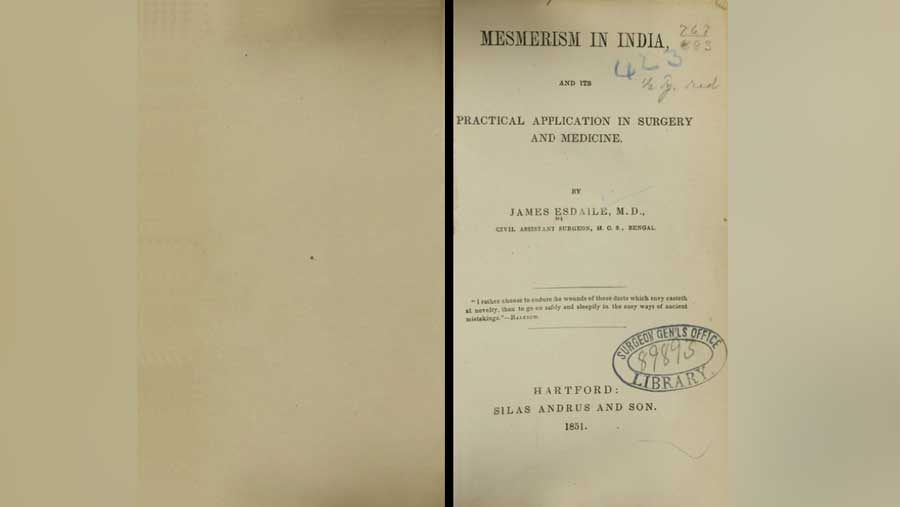 MESMERISM IN INDIA,
423
AND ITS
PRACTICAL APPLICATION IN SURGERY
AND MEDICINE.
BY
JAMES ESDAILE, M.D.,
CIVIL ASSISTANT SURGEON, H. C. S., BENGAL.
"I rather choose to endure the wounds of those darts which envy casteth
at novelty, than to go on safely and sleepily in the easy ways of ancient
mistakings."—RALEIGH.
SURGEON GEN'LS OFFICE
89893
LIBRARY.
HARTFORD:
SILAS ANDRUS AND SON.
1851.